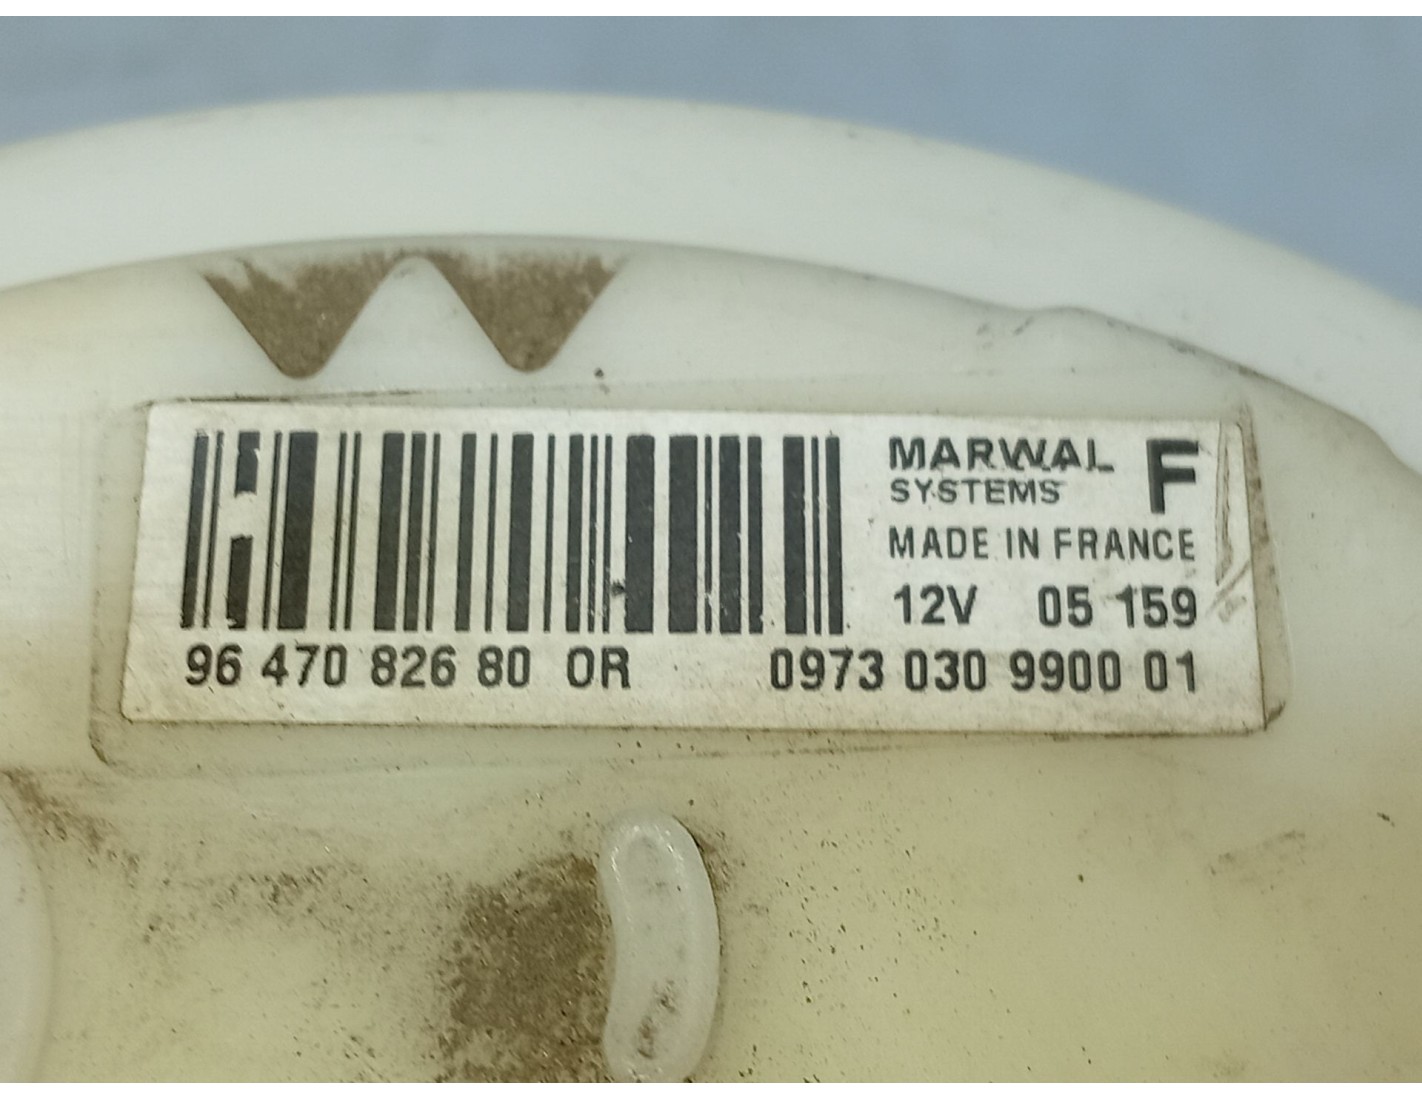 MARWAL F
SYSTEMS
MADE IN FRANCE
12V 05 159
96 470 826 80 OR 0973 030 9900 01